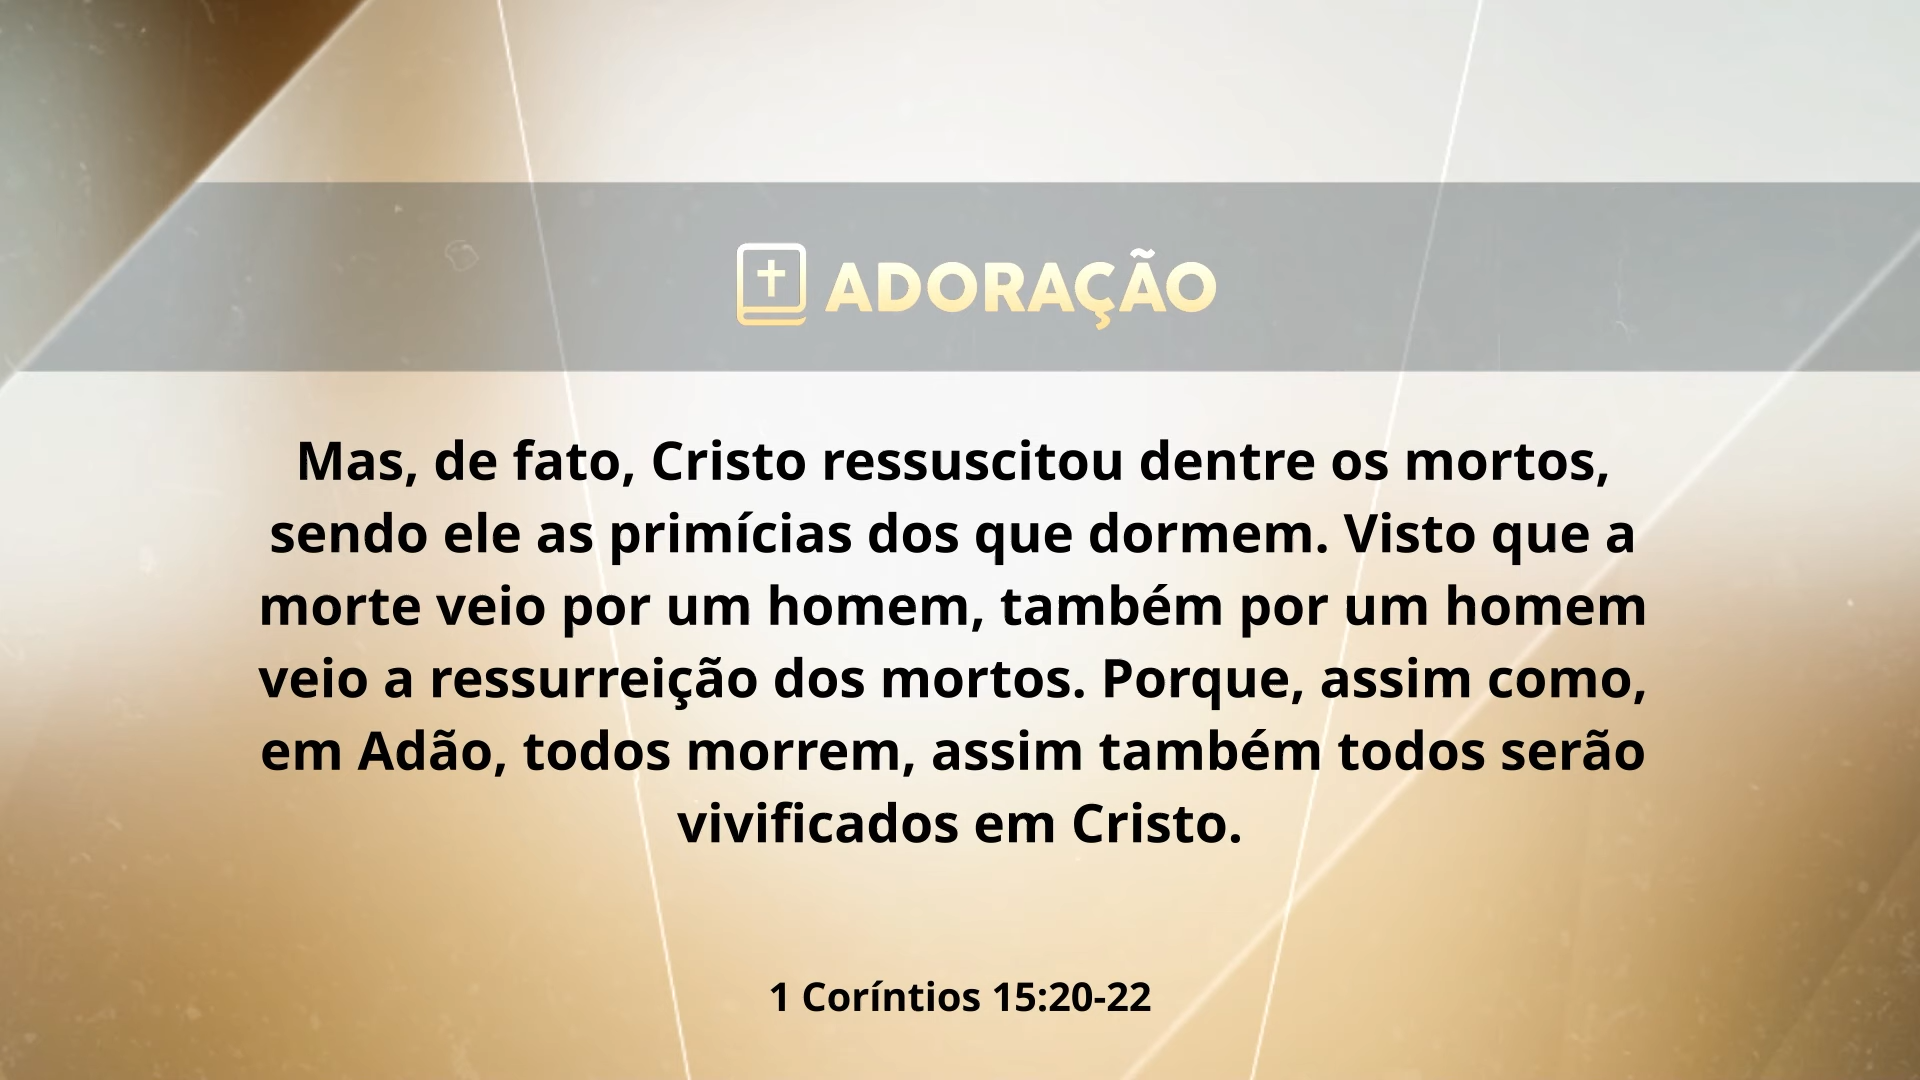 ADORAÇÃO
Mas, de fato, Cristo ressuscitou dentre os mortos,
sendo ele as primícias dos que dormem. Visto que a
morte veio por um homem, também por um homem
veio a ressurreição dos mortos. Porque, assim como,
em Adão, todos morrem, assim também todos serão
vivificados em Cristo.
1 Coríntios 15:20-22